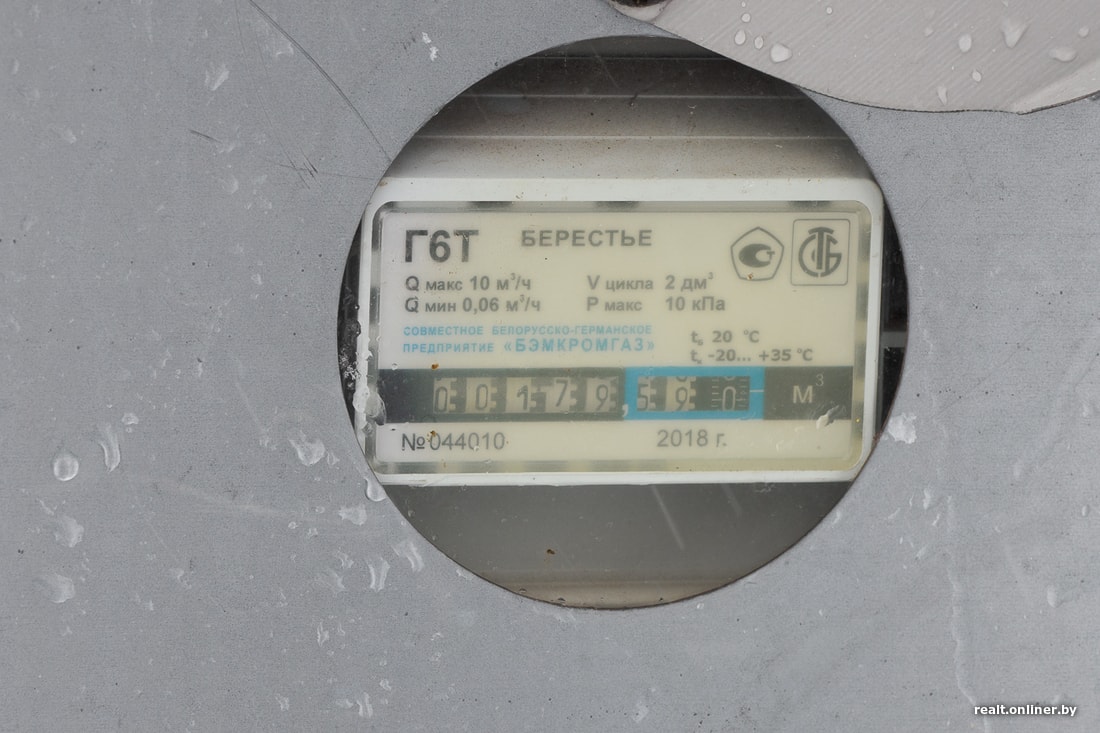 Г6Т БЕРЕСТЬЕ
Q макс 10 м³/ч V цикла 2 дм³
Q мин 0,06 м³/ч Р макс 10 кПа
СОВМЕСТНОЕ БЕЛОРУССКО-ГЕРМАНСКОЕ
ПРЕДПРИЯТИЕ «БЭМКРОМГАЗ»
t 20 °С
t -20... +35 °С
00179,590 м³
№044010 2018 г.
realt.onliner.by